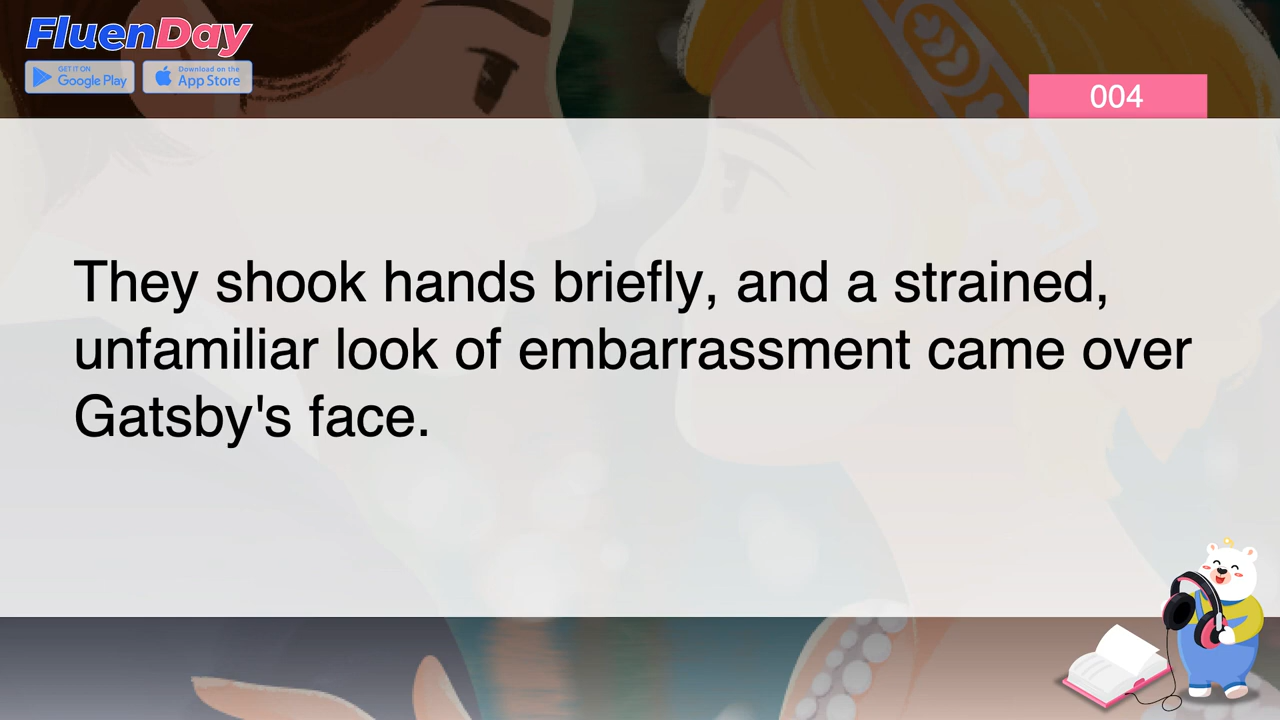 FluenDay
GET IT ON
Google Play
Download on the
App Store
004
They shook hands briefly, and a strained,
unfamiliar look of embarrassment came over
Gatsby's face.